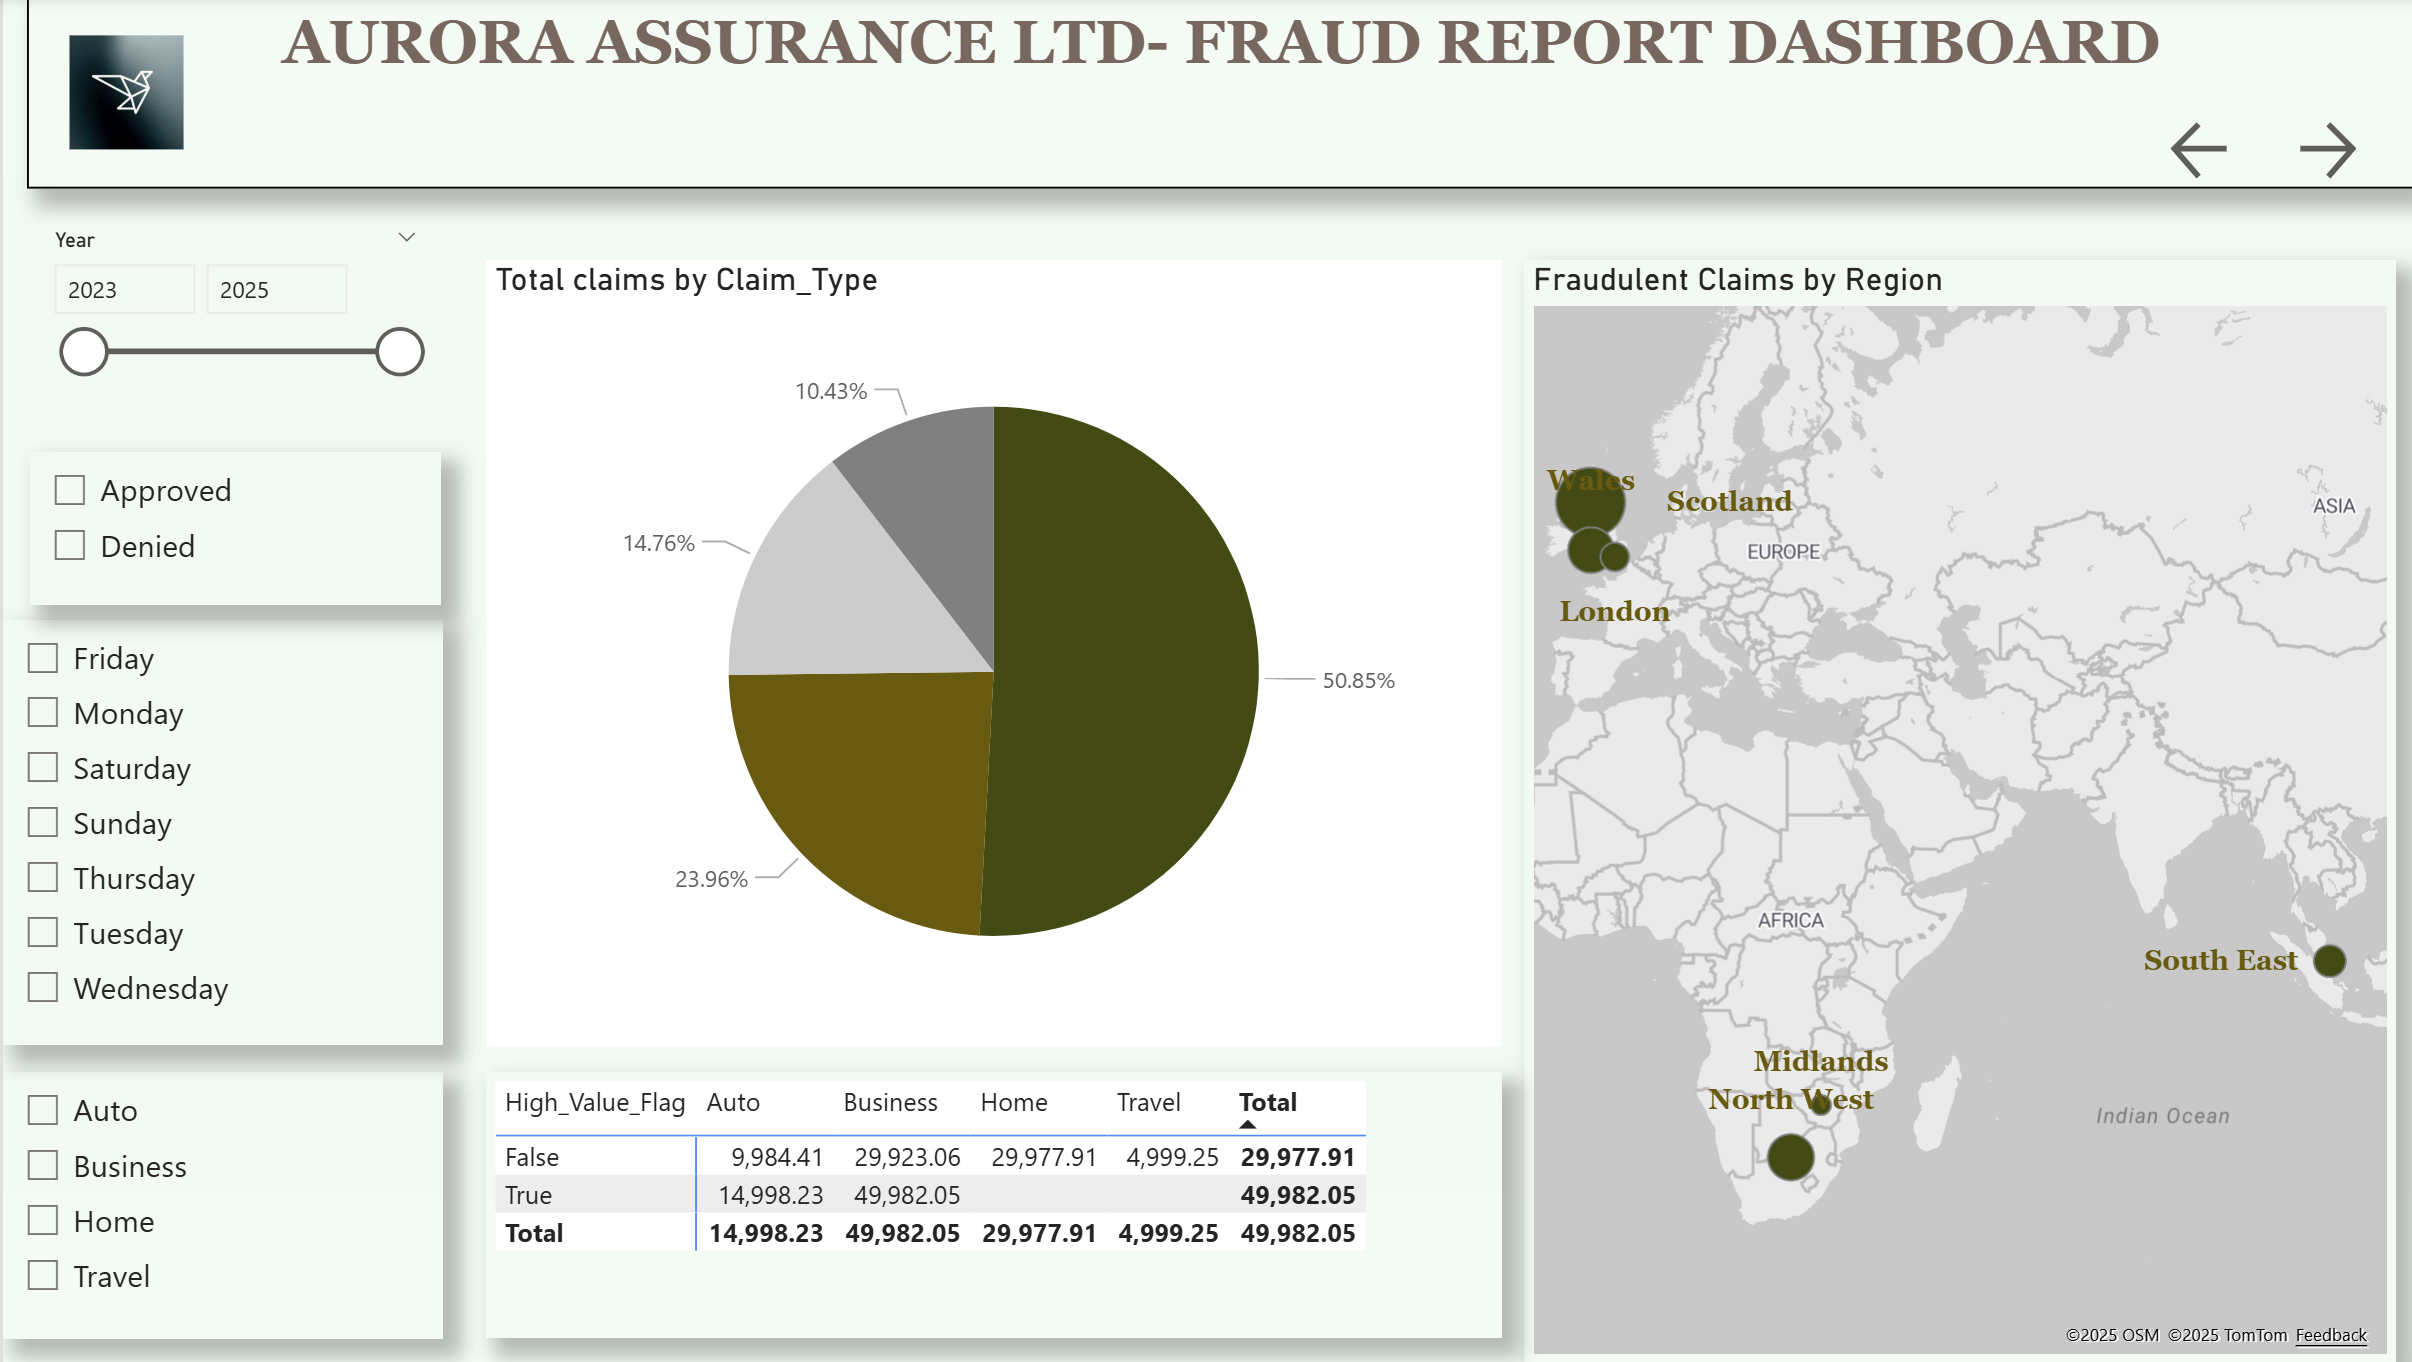 AURORA ASSURANCE LTD- FRAUD REPORT DASHBOARD
Year
2023 2025
Approved
Denied
Friday
Monday
Saturday
Sunday
Thursday
Tuesday
Wednesday
Auto
Business
Home
Travel
Total claims by Claim_Type
10.43%
14.76%
50.85%
23.96%
High_Value_Flag Auto Business Home Travel Total
False 9,984.41 29,923.06 29,977.91 4,999.25 29,977.91
True 14,998.23 49,982.05 49,982.05
Total 14,998.23 49,982.05 29,977.91 4,999.25 49,982.05
Fraudulent Claims by Region
Wales
Scotland
ASIA
EUROPE
London
AFRICA
South East
Midlands
North West
Indian Ocean
©2025 OSM ©2025 TomTom Feedback